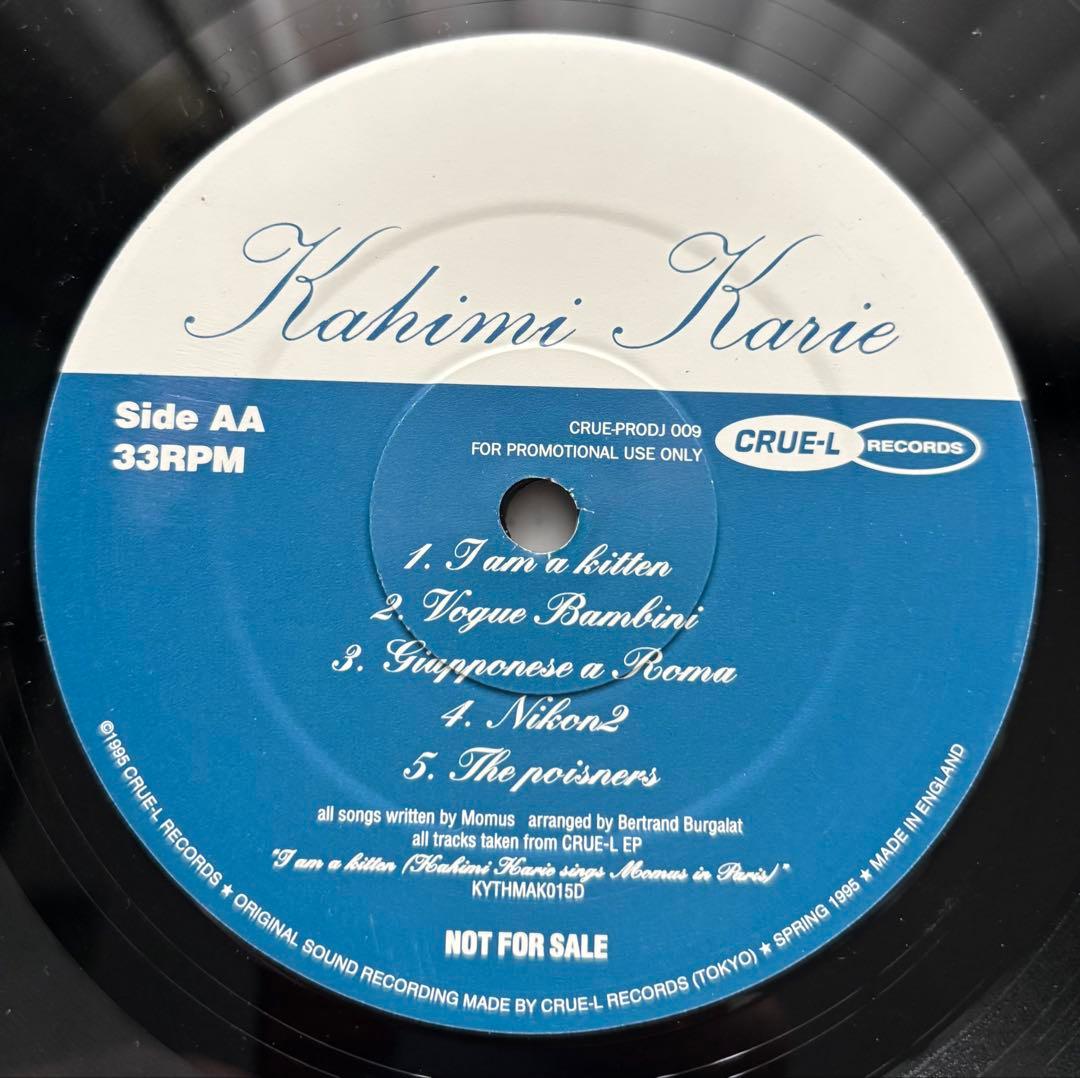 Kahimi Karie
Side AA
33RPM
CRUE-PRODJ 009
FOR PROMOTIONAL USE ONLY
CRUE-L RECORDS
1. I am a kitten
2. Vogue Bambini
3. Giapponese a Roma
4. Nikon2
5. The poisners
all songs written by Momus arranged by Bertrand Burgalat
all tracks taken from CRUE-L EP
"I am a kitten (Kahimi Karie sings Momus in Paris)"
KYTHMAK015D
NOT FOR SALE
©1995 CRUE-L RECORDS ★ ORIGINAL SOUND RECORDING MADE BY CRUE-L RECORDS (TOKYO) ★ SPRING 1995 ★ MADE IN ENGLAND